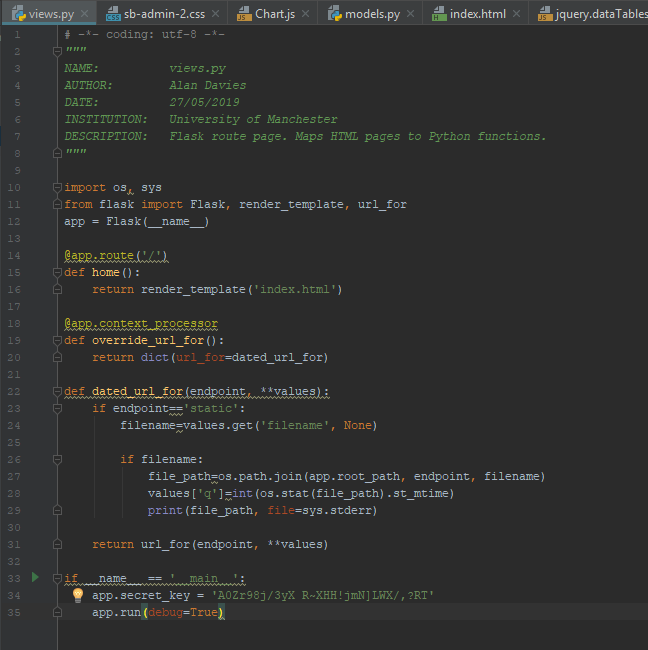 views.py × sb-admin-2.css × Chart.js × models.py × index.html × jquery.dataTables
1 # -*- coding: utf-8 -*-
2 """
3 NAME: views.py
4 AUTHOR: Alan Davies
5 DATE: 27/05/2019
6 INSTITUTION: University of Manchester
7 DESCRIPTION: Flask route page. Maps HTML pages to Python functions.
8 """
9
10 import os, sys
11 from flask import Flask, render_template, url_for
12 app = Flask(__name__)
13
14 @app.route('/')
15 def home():
16 return render_template('index.html')
17
18 @app.context_processor
19 def override_url_for():
20 return dict(url_for=dated_url_for)
21
22 def dated_url_for(endpoint, **values):
23 if endpoint=='static':
24 filename=values.get('filename', None)
25
26 if filename:
27 file_path=os.path.join(app.root_path, endpoint, filename)
28 values['q']=int(os.stat(file_path).st_mtime)
29 print(file_path, file=sys.stderr)
30
31 return url_for(endpoint, **values)
32
33 if __name__ == '__main__':
34 app.secret_key = 'A0Zr98j/3yX R~XHH!jmN]LWX/,?RT'
35 app.run(debug=True)